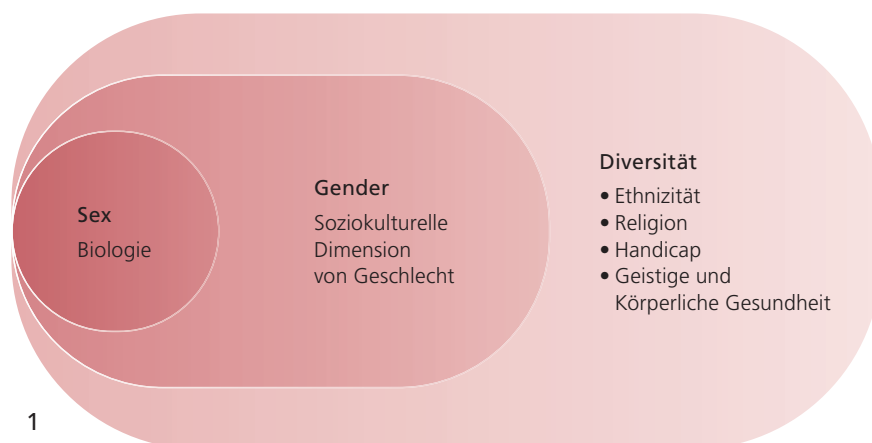 Sex
Biologie
Gender
Soziokulturelle
Dimension
von Geschlecht
Diversität
• Ethnizität
• Religion
• Handicap
• Geistige und
Körperliche Gesundheit
1